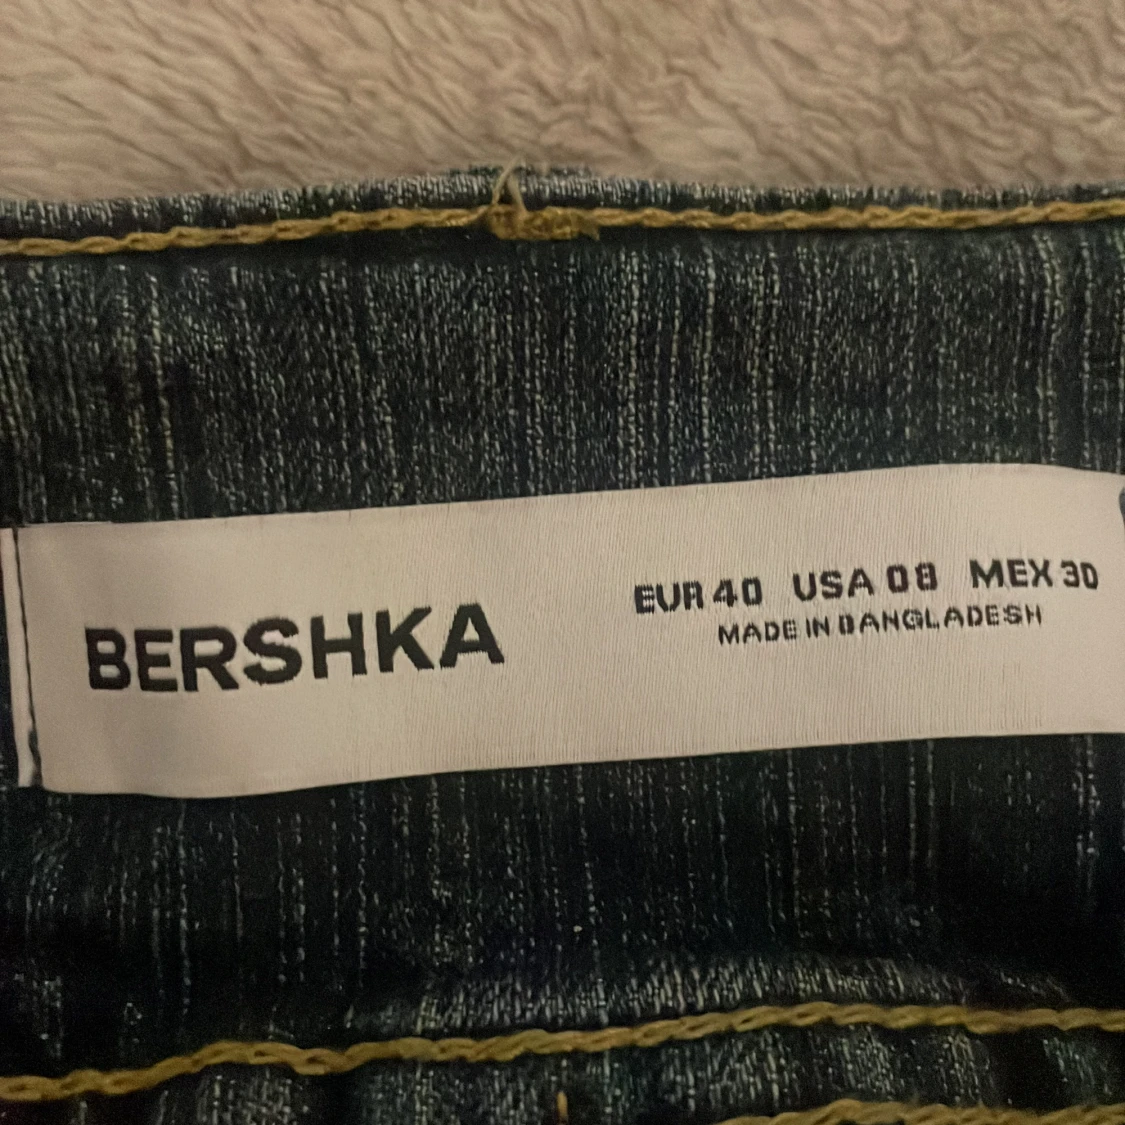 BERSHKA
EUR 40 USA 08 MEX 30
MADE IN BANGLADESH